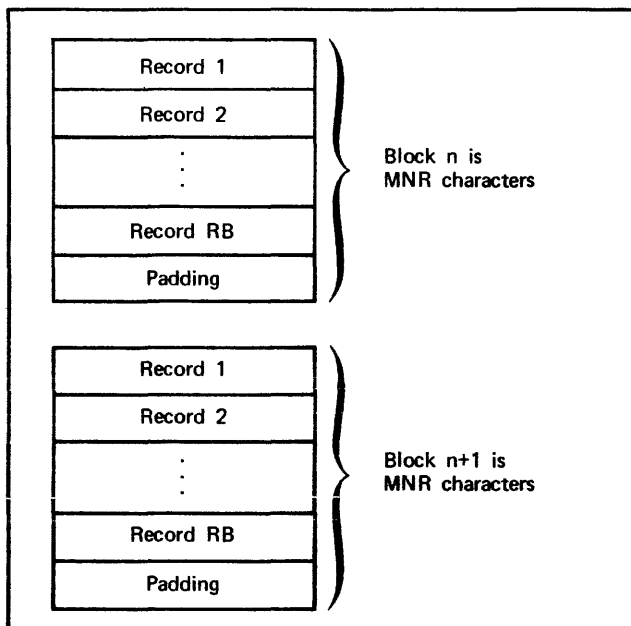 Record 1
Record 2
.
.
.
Record RB
Padding
Block n is
MNR characters
Record 1
Record 2
.
.
.
Record RB
Padding
Block n+1 is
MNR characters